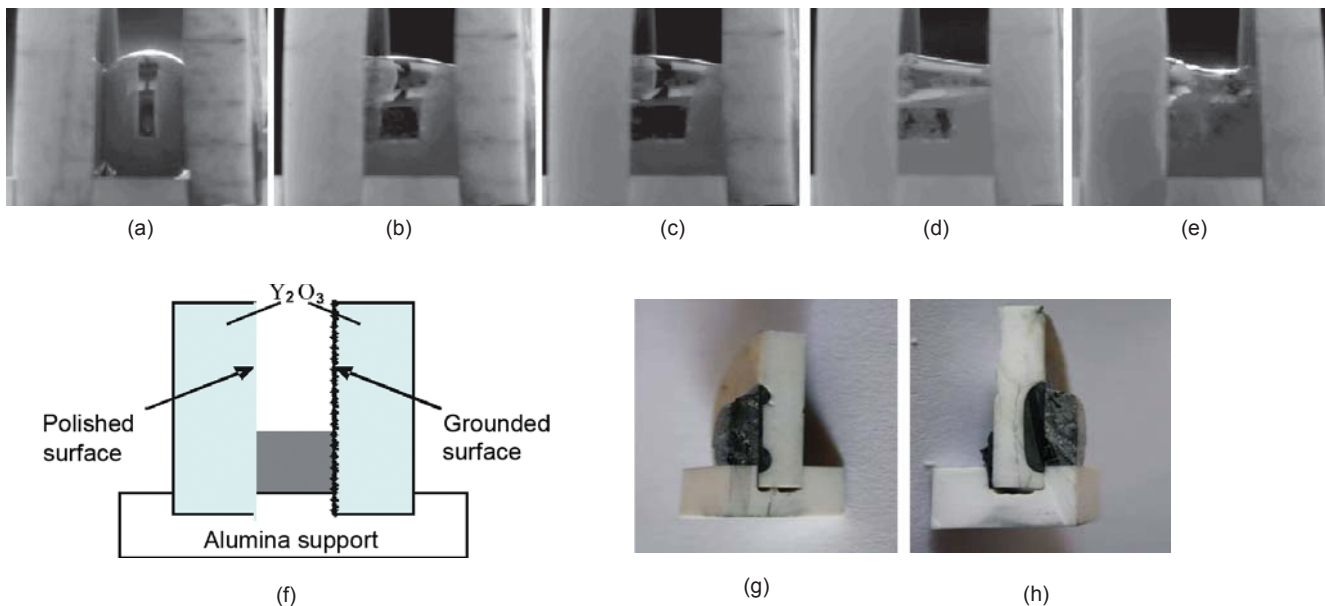 (a)
(b)
(c)
(d)
(e)
Y2O3
Polished
surface
Grounded
surface
Alumina support
(f)
(g)
(h)